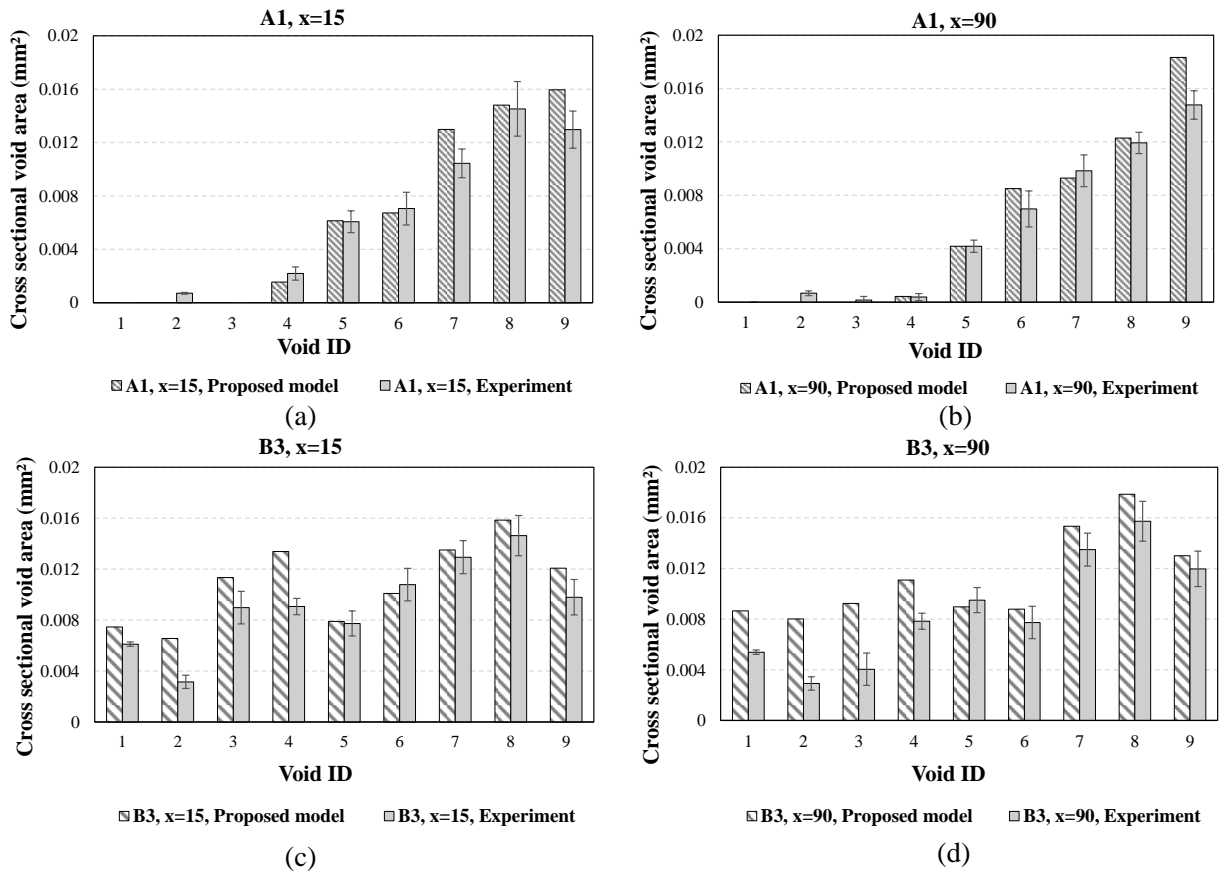 A1, x=15
Cross sectional void area (mm²)
0.02
0.016
0.012
0.008
0.004
0
1 2 3 4 5 6 7 8 9
Void ID
A1, x=15, Proposed model A1, x=15, Experiment
(a)
A1, x=90
Cross sectional void area (mm²)
0.02
0.016
0.012
0.008
0.004
0
1 2 3 4 5 6 7 8 9
Void ID
A1, x=90, Proposed model A1, x=90, Experiment
(b)
B3, x=15
Cross sectional void area (mm²)
0.02
0.016
0.012
0.008
0.004
0
1 2 3 4 5 6 7 8 9
Void ID
B3, x=15, Proposed model B3, x=15, Experiment
(c)
B3, x=90
Cross sectional void area (mm²)
0.02
0.016
0.012
0.008
0.004
0
1 2 3 4 5 6 7 8 9
Void ID
B3, x=90, Proposed model B3, x=90, Experiment
(d)